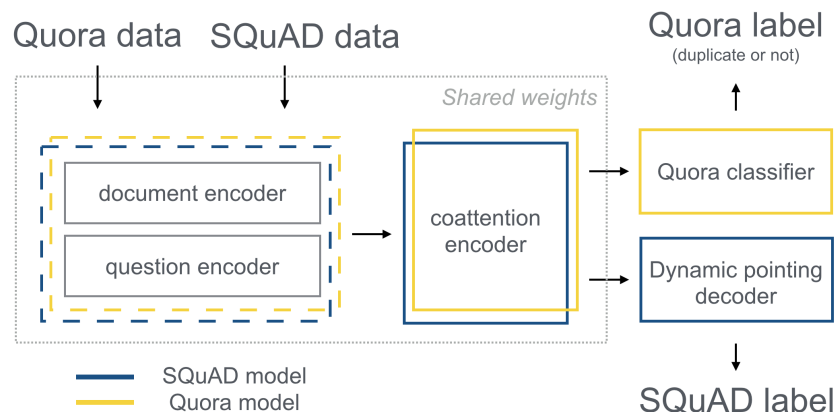 Quora data
SQuAD data
Quora label
(duplicate or not)
Shared weights
document encoder
question encoder
coattention
encoder
Quora classifier
Dynamic pointing
decoder
SQuAD model
Quora model
SQuAD label